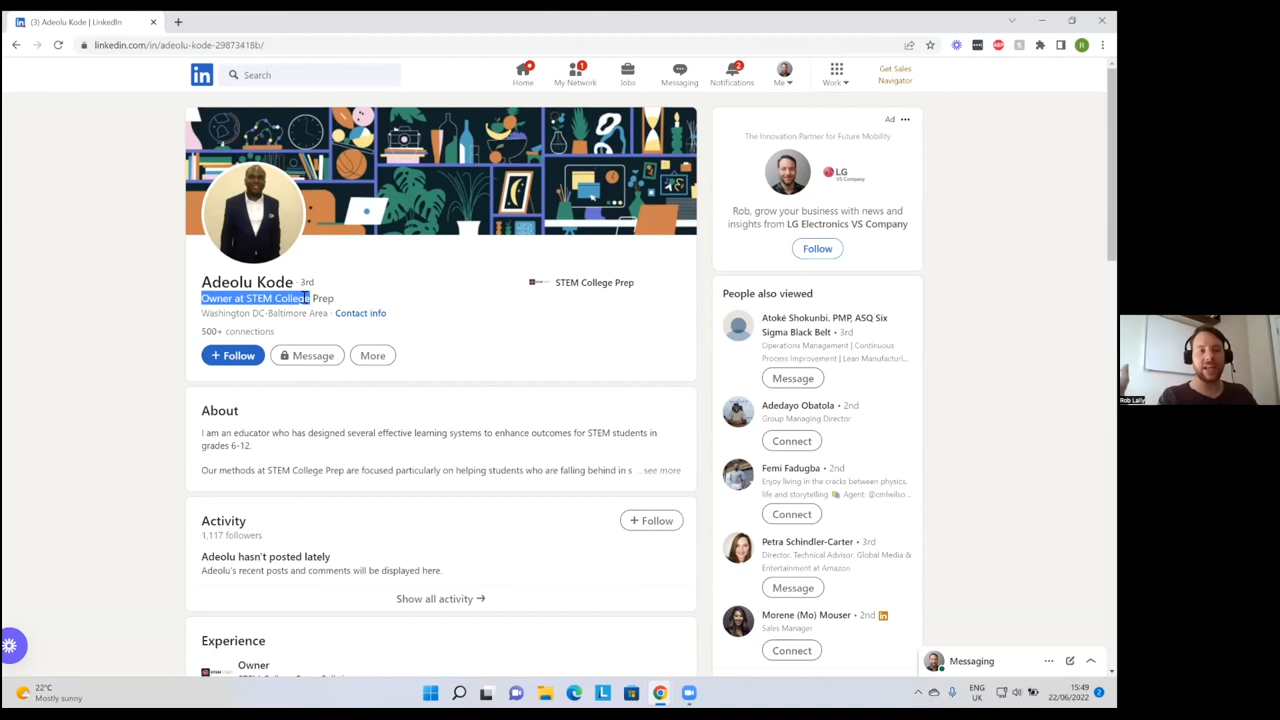 (3) Adeolu Kode | LinkedIn
linkedin.com/in/adeolu-kode-29873418b/
Search
Home
1
My Network
Jobs
Messaging
2
Notifications
Me
Work
Get Sales
Navigator
Adeolu Kode · 3rd
Owner at STEM College Prep
Washington DC-Baltimore Area · Contact info
500+ connections
STEM College Prep
+ Follow
Message
More
About
I am an educator who has designed several effective learning systems to enhance outcomes for STEM students in
grades 6-12.
Our methods at STEM College Prep are focused particularly on helping students who are falling behind in s ...see more
Activity
1,117 followers
+ Follow
Adeolu hasn't posted lately
Adeolu's recent posts and comments will be displayed here.
Show all activity →
Experience
Owner
Ad
The Innovation Partner for Future Mobility
LG
VS Company
Rob, grow your business with news and
insights from LG Electronics VS Company
Follow
People also viewed
Atoké Shokunbi. PMP, ASQ Six
Sigma Black Belt • 3rd
Operations Management | Continuous
Process Improvement | Lean Manufacturi...
Message
Adedayo Obatola • 2nd
Group Managing Director
Connect
Femi Fadugba • 2nd
Enjoy living in the cracks between physics,
life and storytelling Agent: @cmlwilso...
Connect
Petra Schindler-Carter • 3rd
Director, Technical Advisor, Global Media &
Entertainment at Amazon
Message
Morene (Mo) Mouser • 2nd in
Sales Manager
Connect
Messaging
Rob Lally
22°C
Mostly sunny
ENG
UK
15:49
22/06/2022
2